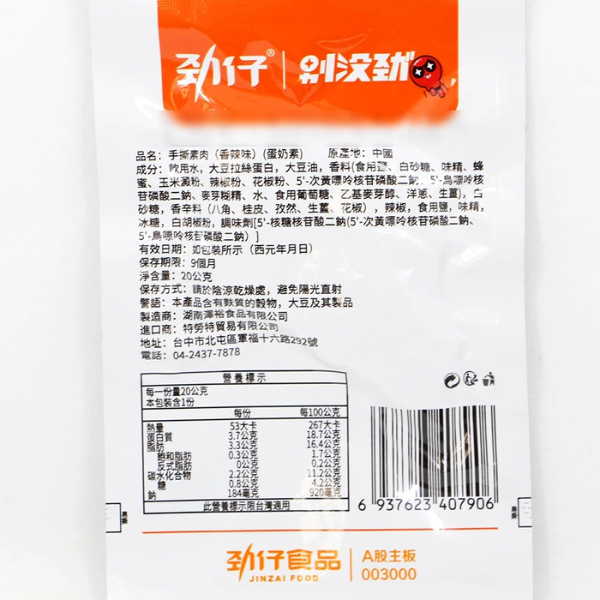 劲仔® | 别没劲
品名：手撕素肉（香辣味）(蛋奶素)　原產地：中國
成分：飲用水，大豆拉絲蛋白，大豆油，香料(食用鹽、白砂糖、味精、蜂
蜜、玉米澱粉、辣椒粉、花椒粉、5'-次黃嘌呤核苷磷酸二鈉、5'-鳥嘌呤核
苷磷酸二鈉、麥芽糊精、水、食用葡萄糖、乙基麥芽醇、洋蔥、生薑)，白
砂糖，香辛料（八角、桂皮、孜然、生薑、花椒），辣椒，食用鹽，味精，
冰糖，白胡椒粉，調味劑[5'-核糖核苷酸二鈉(5'-次黃嘌呤核苷磷酸二鈉、
5'-鳥嘌呤核苷磷酸二鈉）]
有效日期：如包裝所示（西元年月日）
保存期限：9個月
淨含量：20公克
保存方式：請於陰涼乾燥處，避免陽光直射
警語：本產品含有麩質的穀物，大豆及其製品
製造商：湖南渾裕食品有限公司
進口商：特勞特貿易有限公司
地址：台中市北屯區軍福十六路292號
電話：04-2437-7878
營養標示
每一份量20公克
本包裝含1份
每份 每100公克
熱量 53大卡 267大卡
蛋白質 3.7公克 18.7公克
脂肪 3.3公克 16.4公克
飽和脂肪 0.3公克 1.7公克
反式脂肪 0公克 0.2公克
碳水化合物 2.2公克 11.2公克
糖 0.8公克 4.2公克
鈉 184毫克 920毫克
此營養標示限台灣適用
6 937623 407906
劲仔食品 | A股主板
JINZAI FOOD 003000